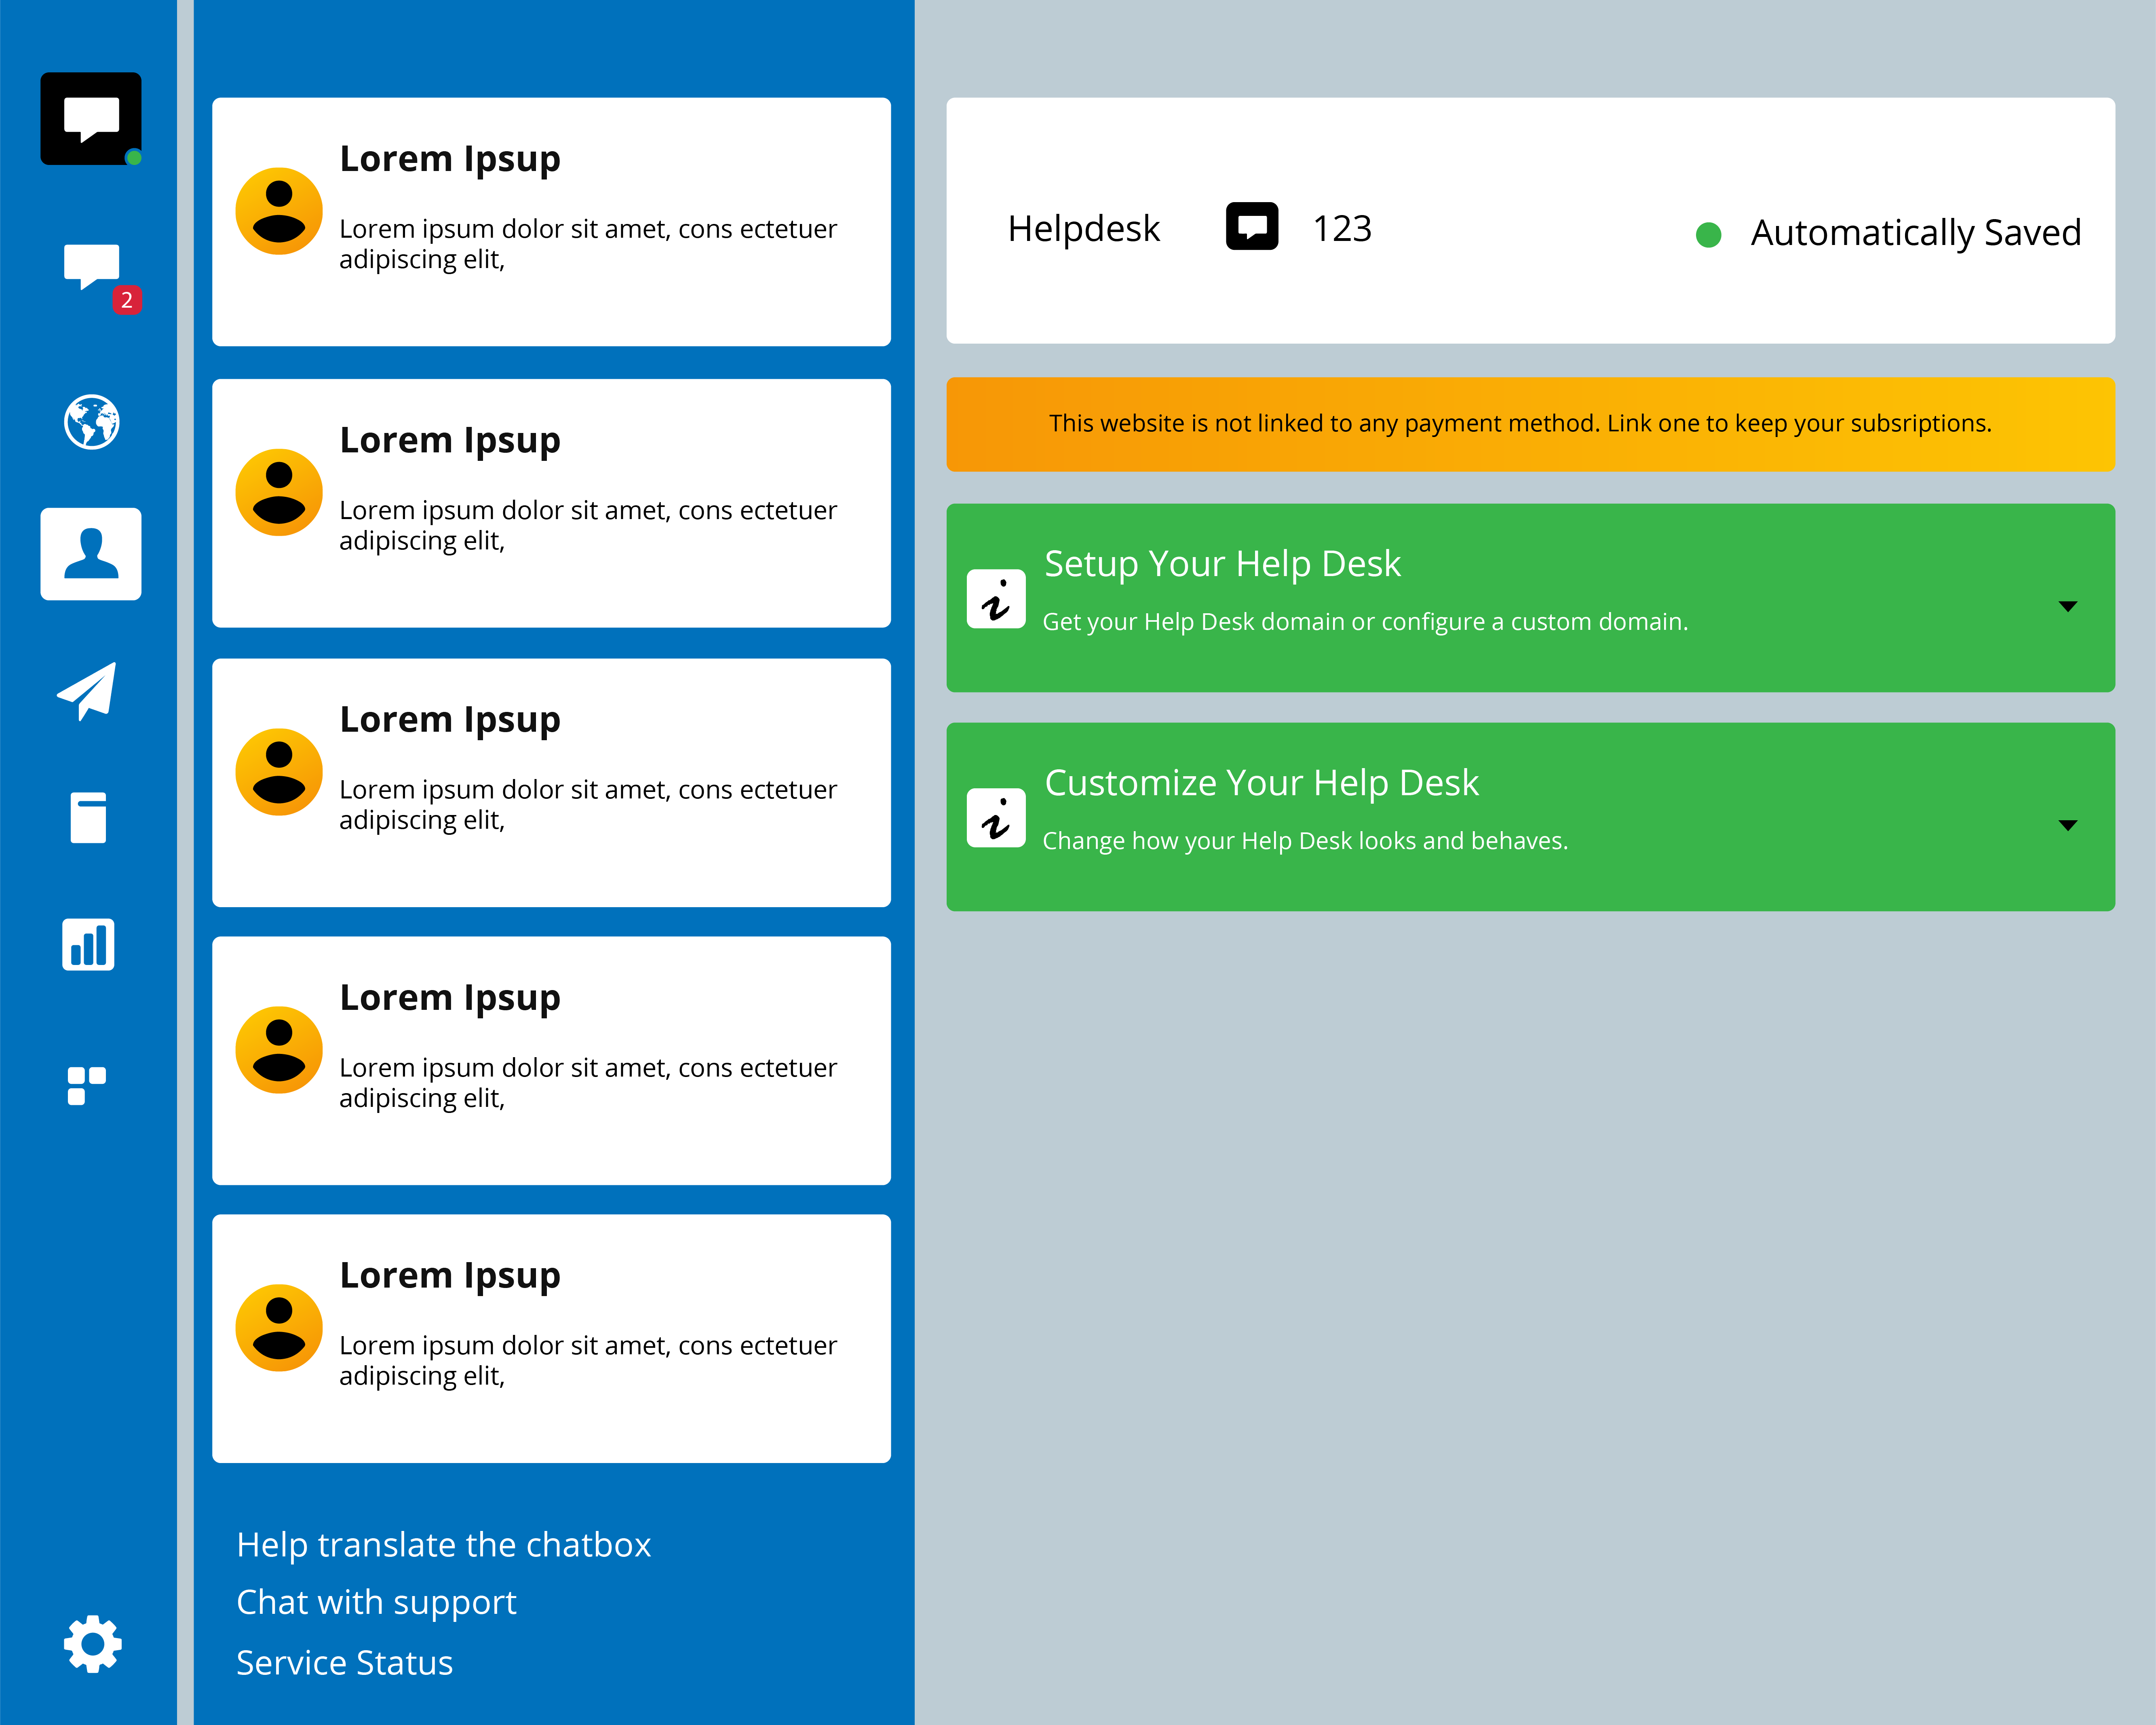 2
Lorem Ipsup
Lorem ipsum dolor sit amet, cons ectetuer
adipiscing elit,
Lorem Ipsup
Lorem ipsum dolor sit amet, cons ectetuer
adipiscing elit,
Lorem Ipsup
Lorem ipsum dolor sit amet, cons ectetuer
adipiscing elit,
Lorem Ipsup
Lorem ipsum dolor sit amet, cons ectetuer
adipiscing elit,
Lorem Ipsup
Lorem ipsum dolor sit amet, cons ectetuer
adipiscing elit,
Help translate the chatbox
Chat with support
Service Status
Helpdesk 123 Automatically Saved
This website is not linked to any payment method. Link one to keep your subsriptions.
i
Setup Your Help Desk
Get your Help Desk domain or configure a custom domain.
i
Customize Your Help Desk
Change how your Help Desk looks and behaves.